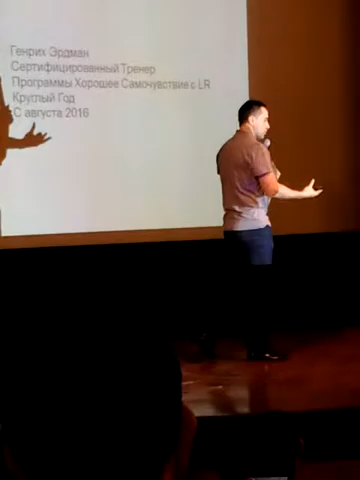 Генрих Эрдман
Сертифицированный Тренер
Программы Хорошее Самочувствие с LR
Круглый Год
С августа 2016